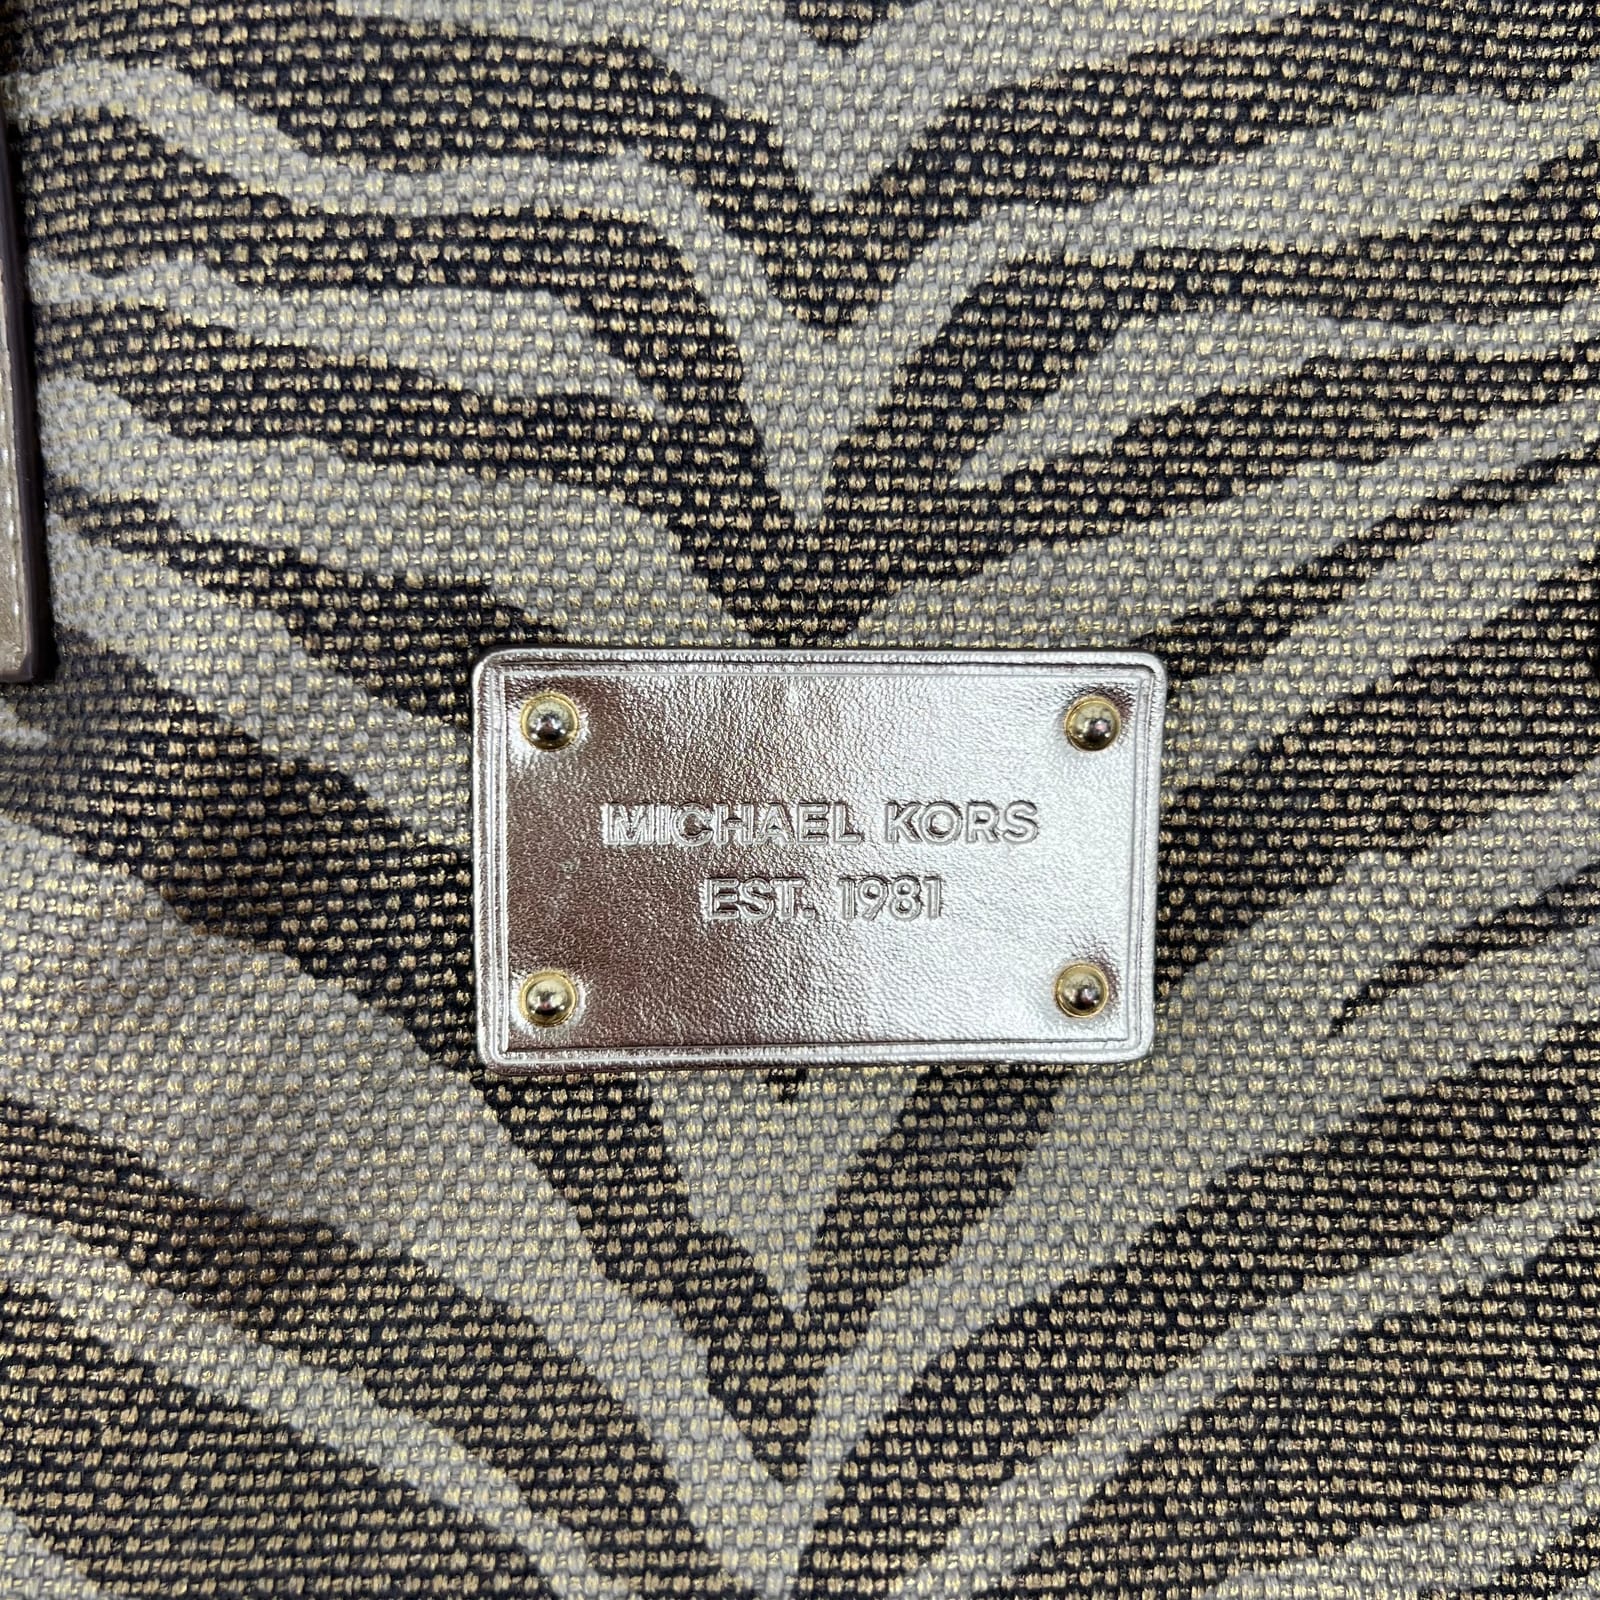 MICHAEL KORS
EST. 1981